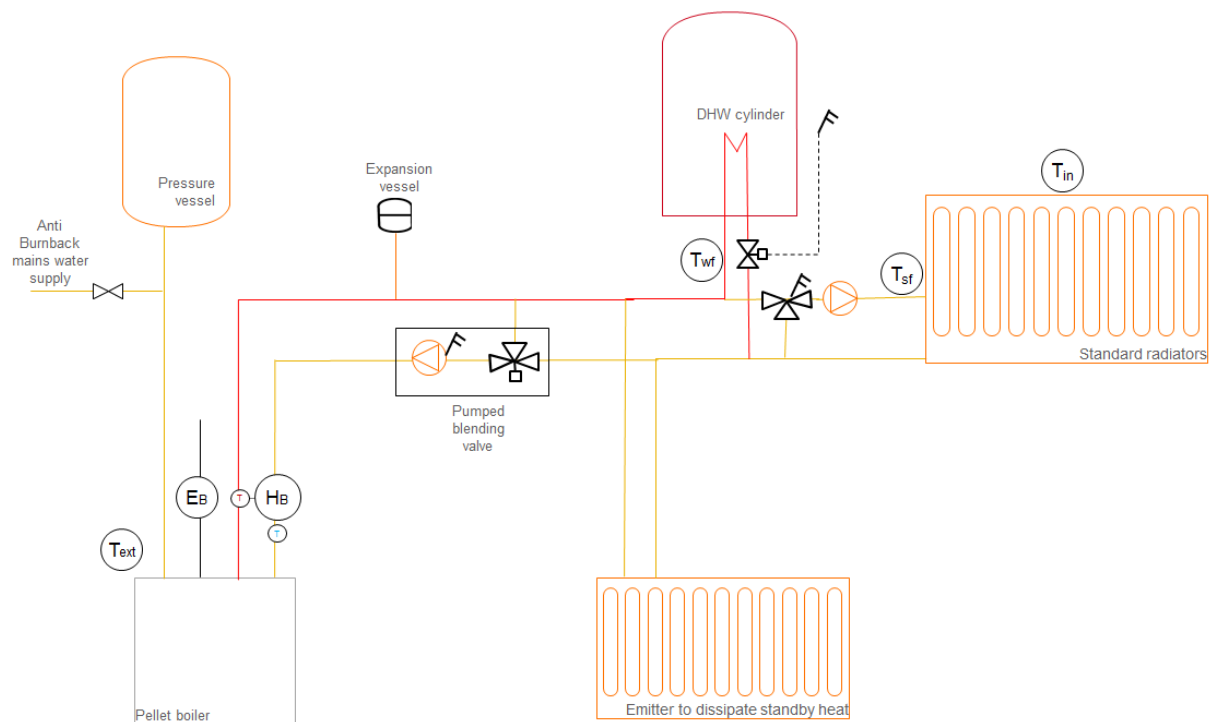 DHW cylinder
Pressure
vessel
Expansion
vessel
Anti
Burnback
mains water
supply
Tin
Twf
Tsf
Standard radiators
Pumped
blending
valve
EB
T
HB
T
Text
Pellet boiler
Emitter to dissipate standby heat